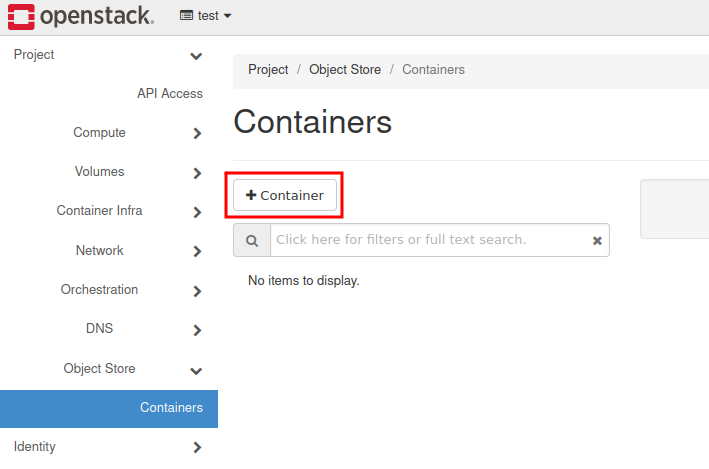 openstack.
test
Project
API Access
Compute
Volumes
Container Infra
Network
Orchestration
DNS
Object Store
Containers
Identity
Project / Object Store / Containers
Containers
+ Container
Click here for filters or full text search.
No items to display.